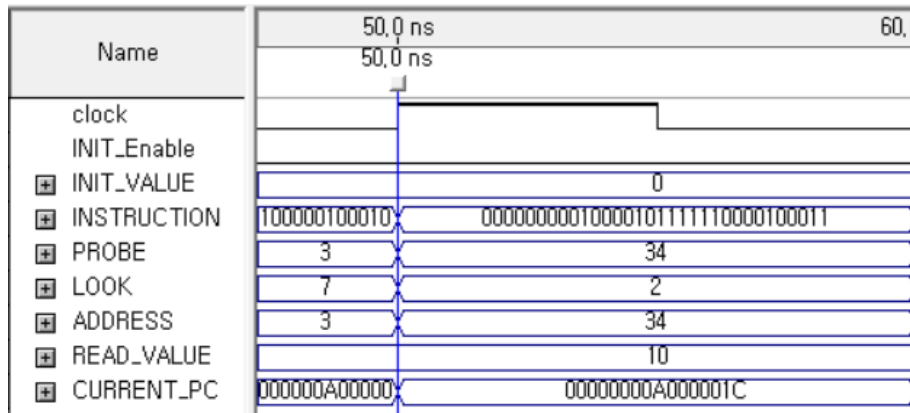 Name
50.0 ns
60.
50.0 ns
clock
INIT_Enable
INIT_VALUE 0
INSTRUCTION 100000100010 00000000010000101111110000100011
PROBE 3 34
LOOK 7 2
ADDRESS 3 34
READ_VALUE 10
CURRENT_PC 000000A00000 00000000A000001C